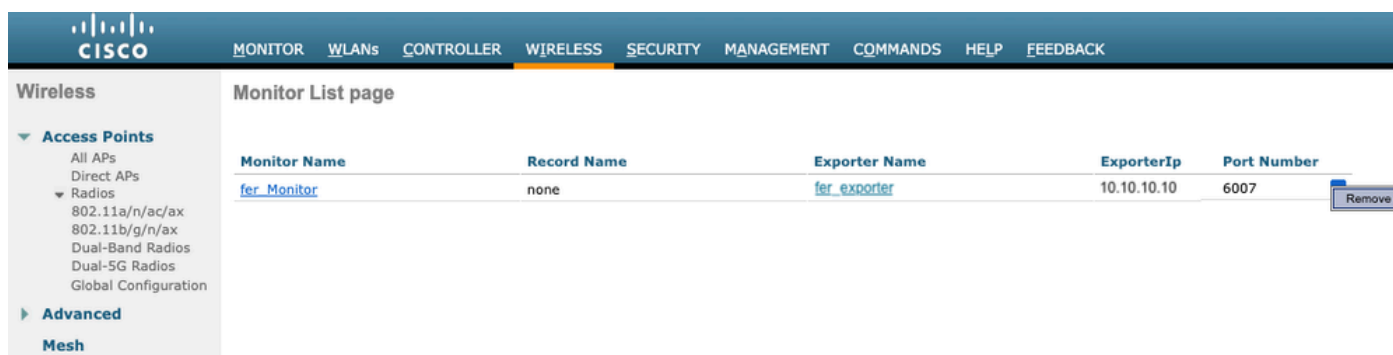 CISCO
MONITOR WLANs CONTROLLER WIRELESS SECURITY MANAGEMENT COMMANDS HELP FEEDBACK
Wireless
Access Points
All APs
Direct APs
Radios
802.11a/n/ac/ax
802.11b/g/n/ax
Dual-Band Radios
Dual-5G Radios
Global Configuration
Advanced
Mesh
Monitor List page
Monitor Name Record Name Exporter Name ExporterIp Port Number
fer_Monitor none fer_exporter 10.10.10.10 6007
Remove